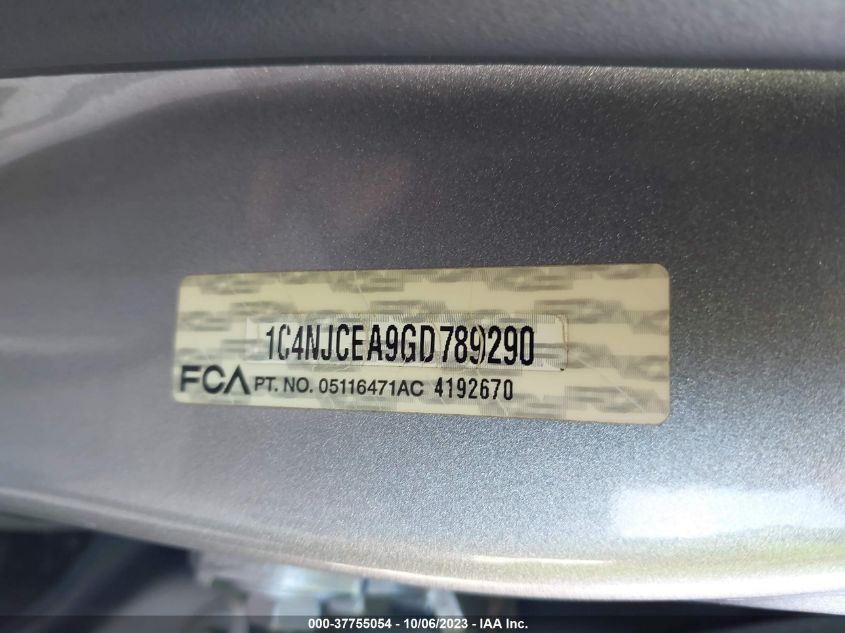 1C4NJCEA9GD789290
FCA PT. NO. 05116471AC 4192670
000-37755054 - 10/06/2023 - IAA Inc.